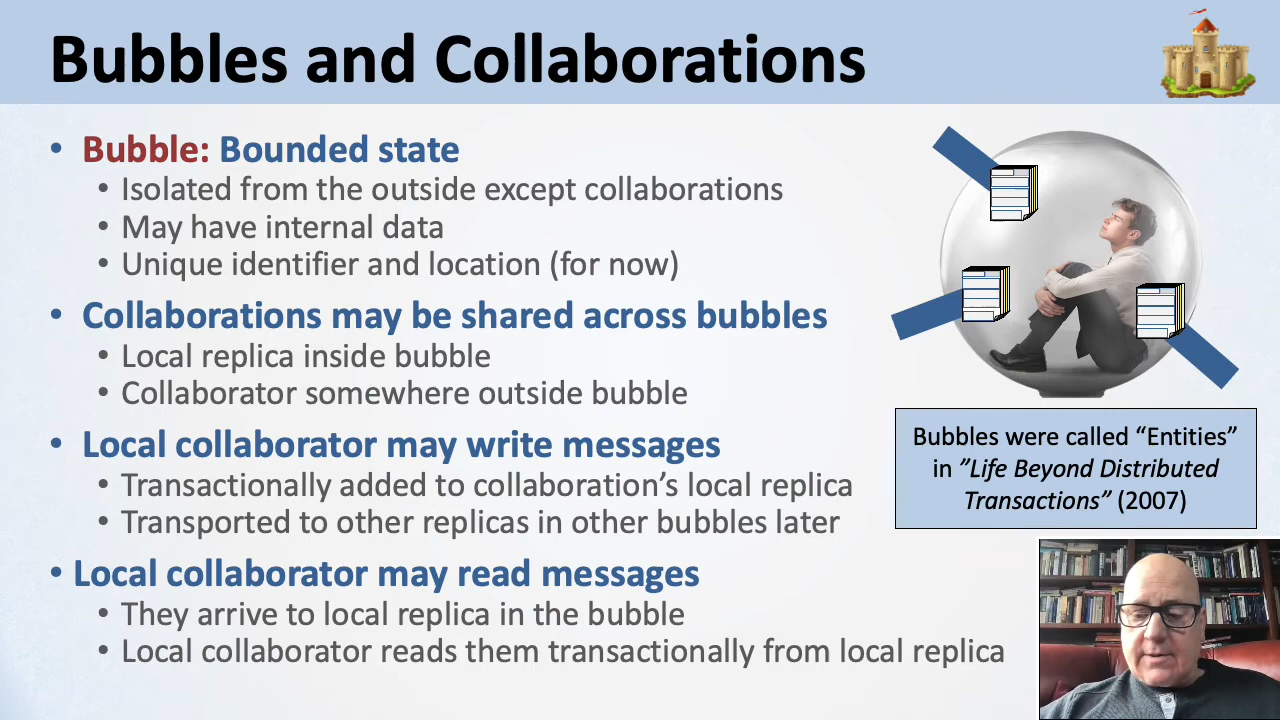 Bubbles and Collaborations
• Bubble: Bounded state
• Isolated from the outside except collaborations
• May have internal data
• Unique identifier and location (for now)
• Collaborations may be shared across bubbles
• Local replica inside bubble
• Collaborator somewhere outside bubble
• Local collaborator may write messages
• Transactionally added to collaboration’s local replica
• Transported to other replicas in other bubbles later
• Local collaborator may read messages
• They arrive to local replica in the bubble
• Local collaborator reads them transactionally from local replica
Bubbles were called “Entities”
in ”Life Beyond Distributed
Transactions” (2007)